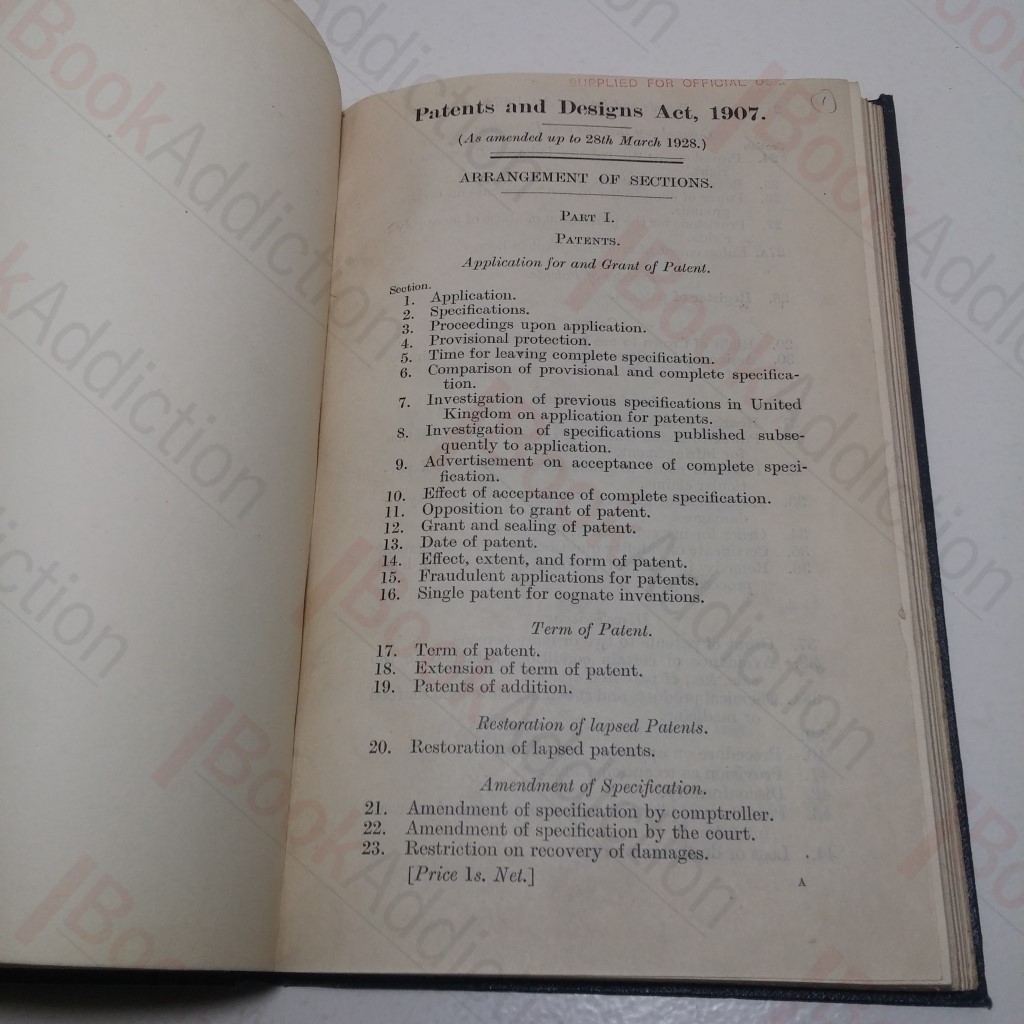 SUPPLIED FOR OFFICIAL
Patents and Designs Act, 1907.
(1)
(As amended up to 28th March 1928.)
ARRANGEMENT OF SECTIONS.
PART I.
PATENTS.
Application for and Grant of Patent.
Section.
1. Application.
2. Specifications.
3. Proceedings upon application.
4. Provisional protection.
5. Time for leaving complete specification.
6. Comparison of provisional and complete specifica-
tion.
7. Investigation of previous specifications in United
Kingdom on application for patents.
8. Investigation of specifications published subse-
quently to application.
9. Advertisement on acceptance of complete speci-
fication.
10. Effect of acceptance of complete specification.
11. Opposition to grant of patent.
12. Grant and sealing of patent.
13. Date of patent.
14. Effect, extent, and form of patent.
15. Fraudulent applications for patents.
16. Single patent for cognate inventions.
Term of Patent.
17. Term of patent.
18. Extension of term of patent.
19. Patents of addition.
Restoration of lapsed Patents.
20. Restoration of lapsed patents.
Amendment of Specification.
21. Amendment of specification by comptroller.
22. Amendment of specification by the court.
23. Restriction on recovery of damages.
[Price 1s. Net.]
A
BookAddiction